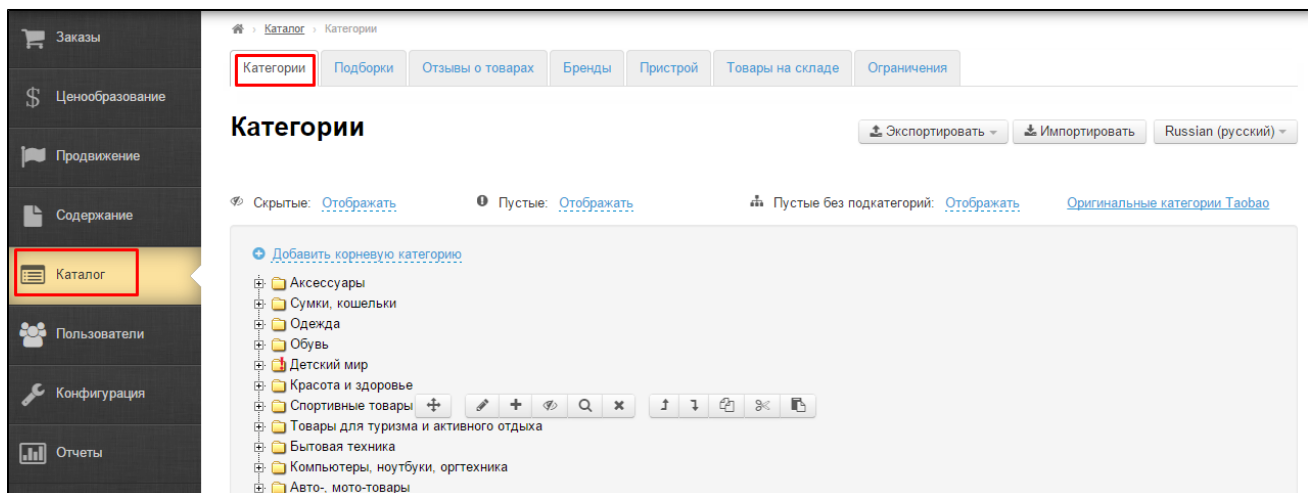 Заказы
Ценообразование
Продвижение
Содержание
Каталог
Пользователи
Конфигурация
Отчеты
Каталог › Категории
Категории Подборки Отзывы о товарах Бренды Пристрой Товары на складе Ограничения
Категории
Экспортировать Импортировать Russian (русский)
Скрытые: Отображать Пустые: Отображать Пустые без подкатегорий: Отображать Оригинальные категории Taobao
Добавить корневую категорию
Аксессуары
Сумки, кошельки
Одежда
Обувь
Детский мир
Красота и здоровье
Спортивные товары
Товары для туризма и активного отдыха
Бытовая техника
Компьютеры, ноутбуки, оргтехника
Авто-, мото-товары